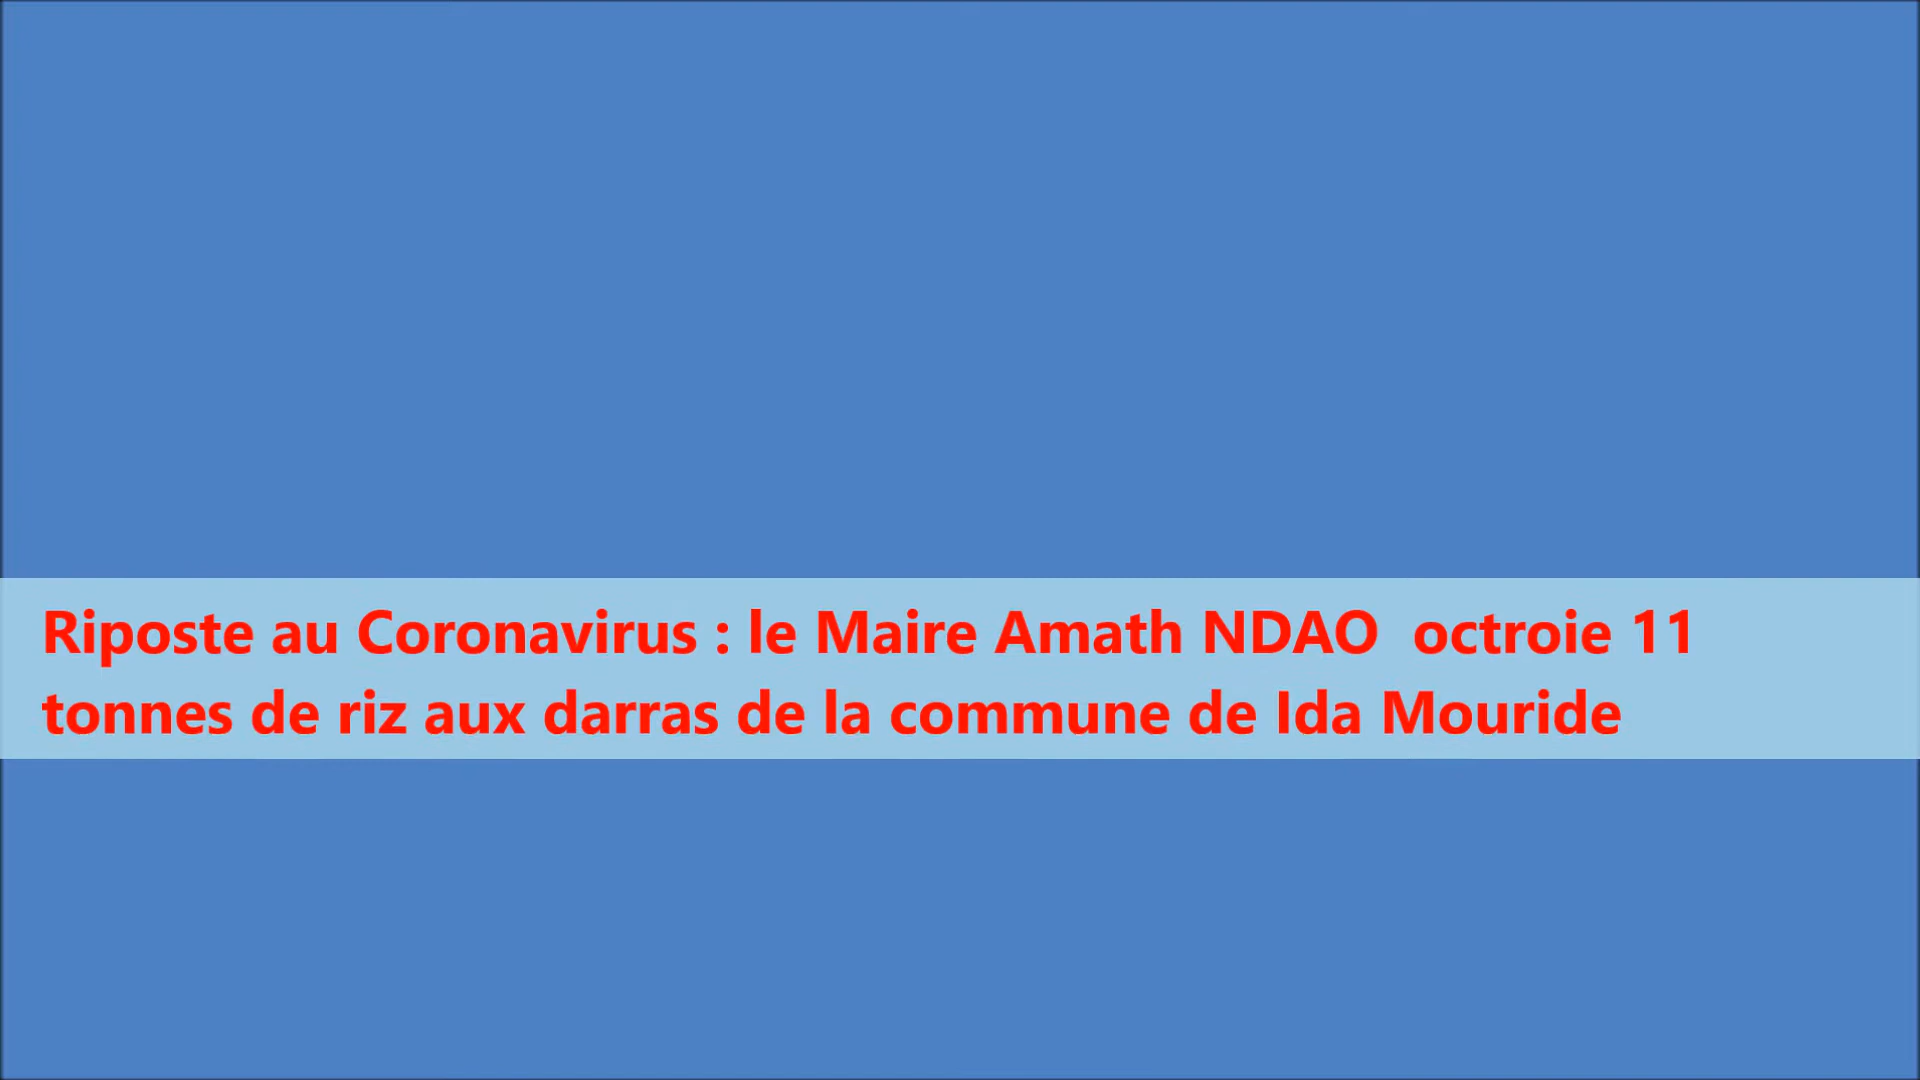 Riposte au Coronavirus : le Maire Amath NDAO  octroie 11
tonnes de riz aux darras de la commune de Ida Mouride